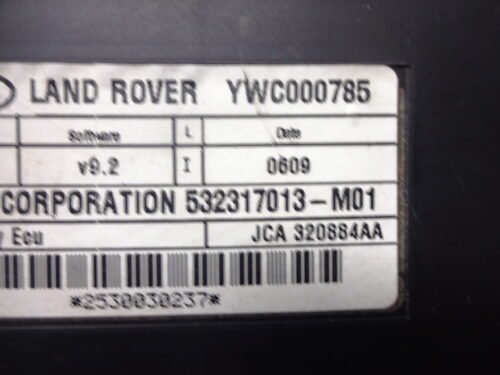 LAND ROVER YWC000785
Software L Date
v9.2 I 0609
CORPORATION 532317013-M01
Ecu JCA 320884AA
*2530030237*